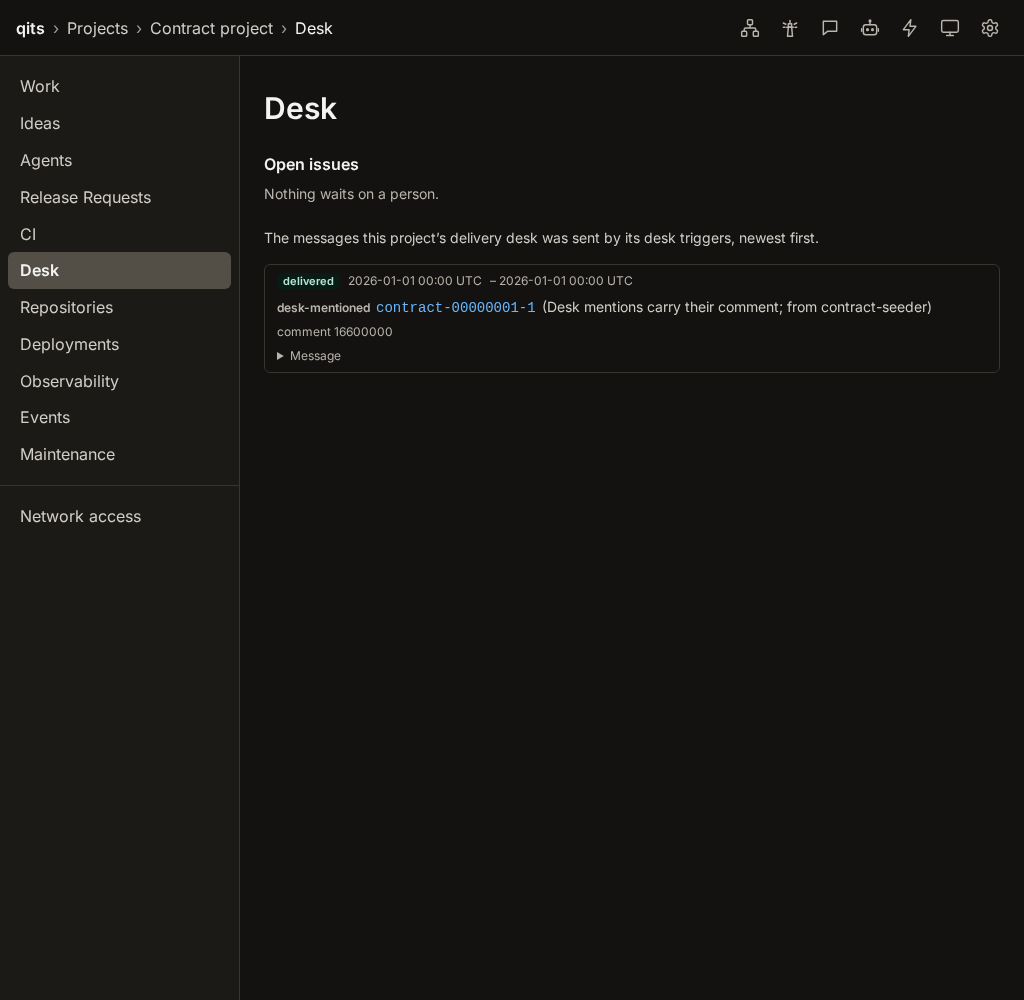 qits › Projects › Contract project › Desk
Work
Ideas
Agents
Release Requests
CI
Desk
Repositories
Deployments
Observability
Events
Maintenance
Network access
Desk
Open issues
Nothing waits on a person.
The messages this project’s delivery desk was sent by its desk triggers, newest first.
delivered 2026-01-01 00:00 UTC – 2026-01-01 00:00 UTC
desk-mentioned contract-00000001-1 (Desk mentions carry their comment; from contract-seeder)
comment 16600000
Message